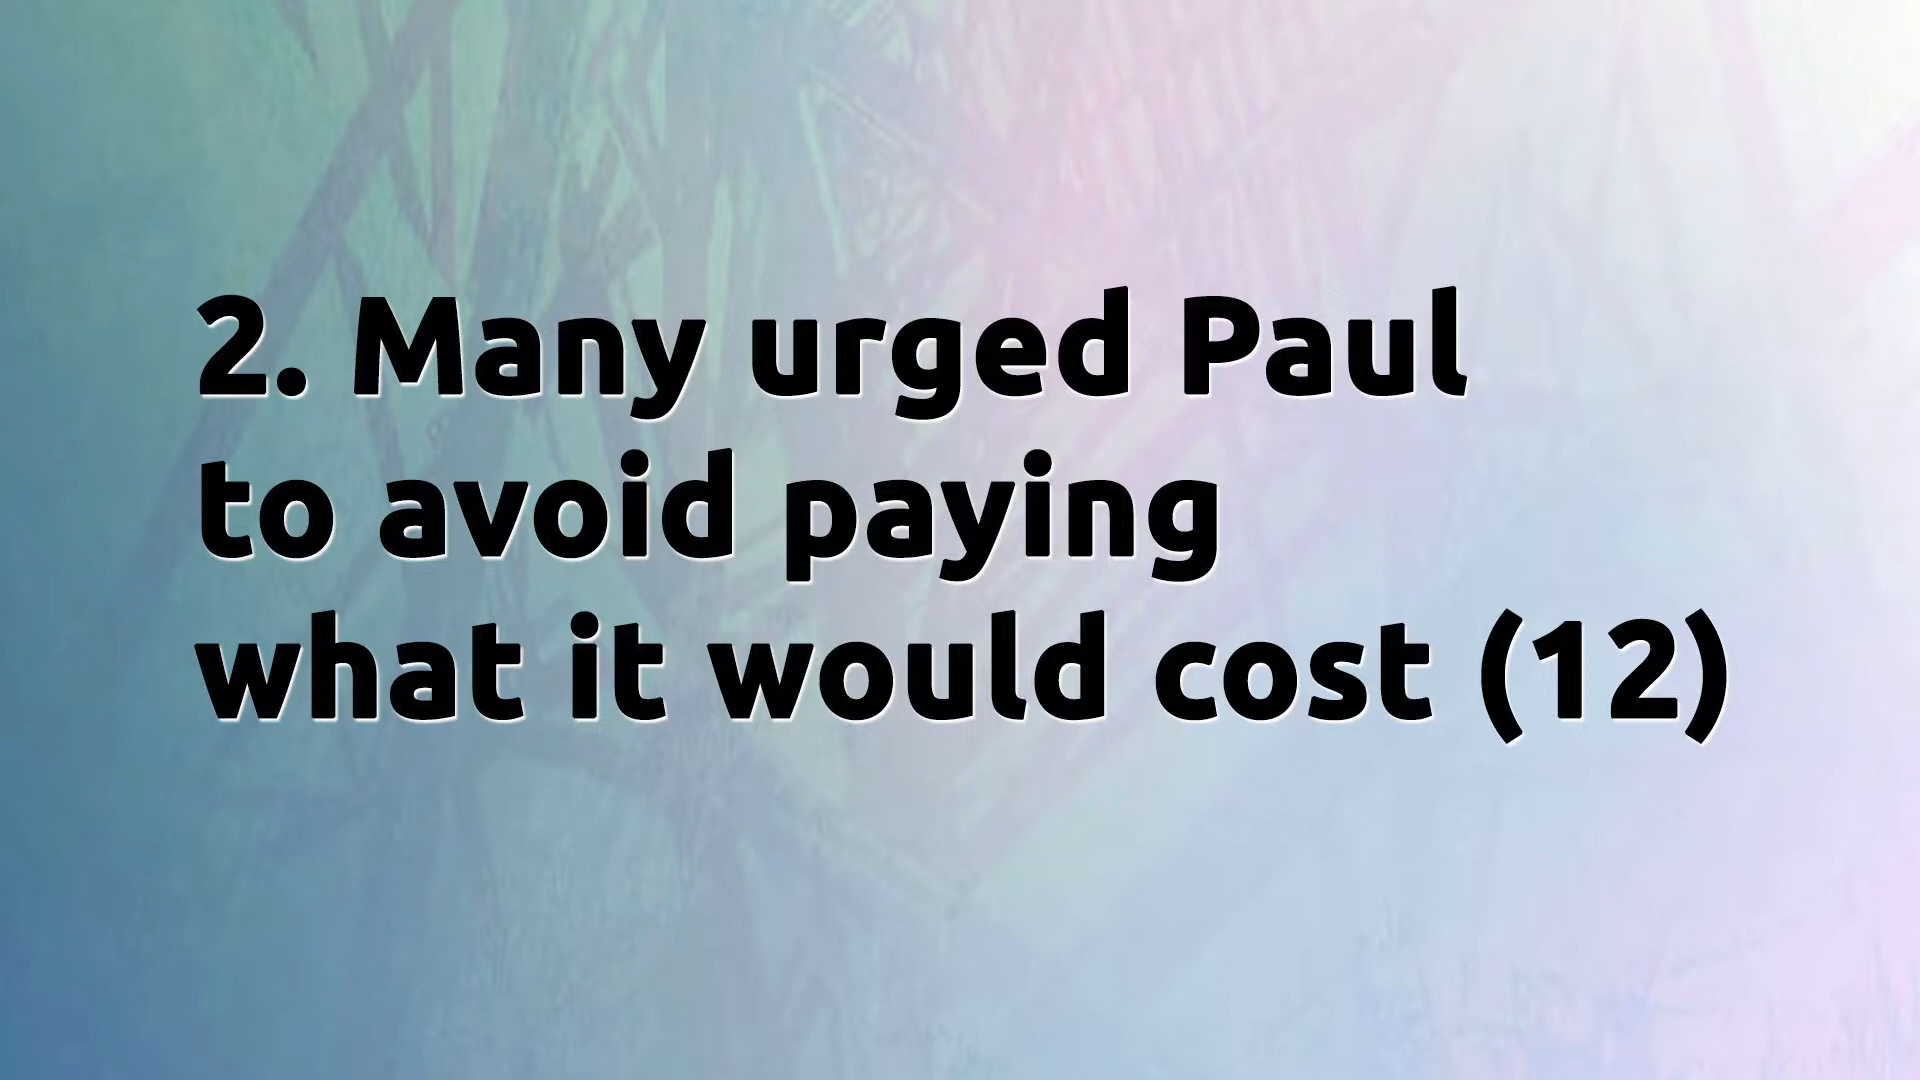 2. Many urged Paul
to avoid paying
what it would cost (12)